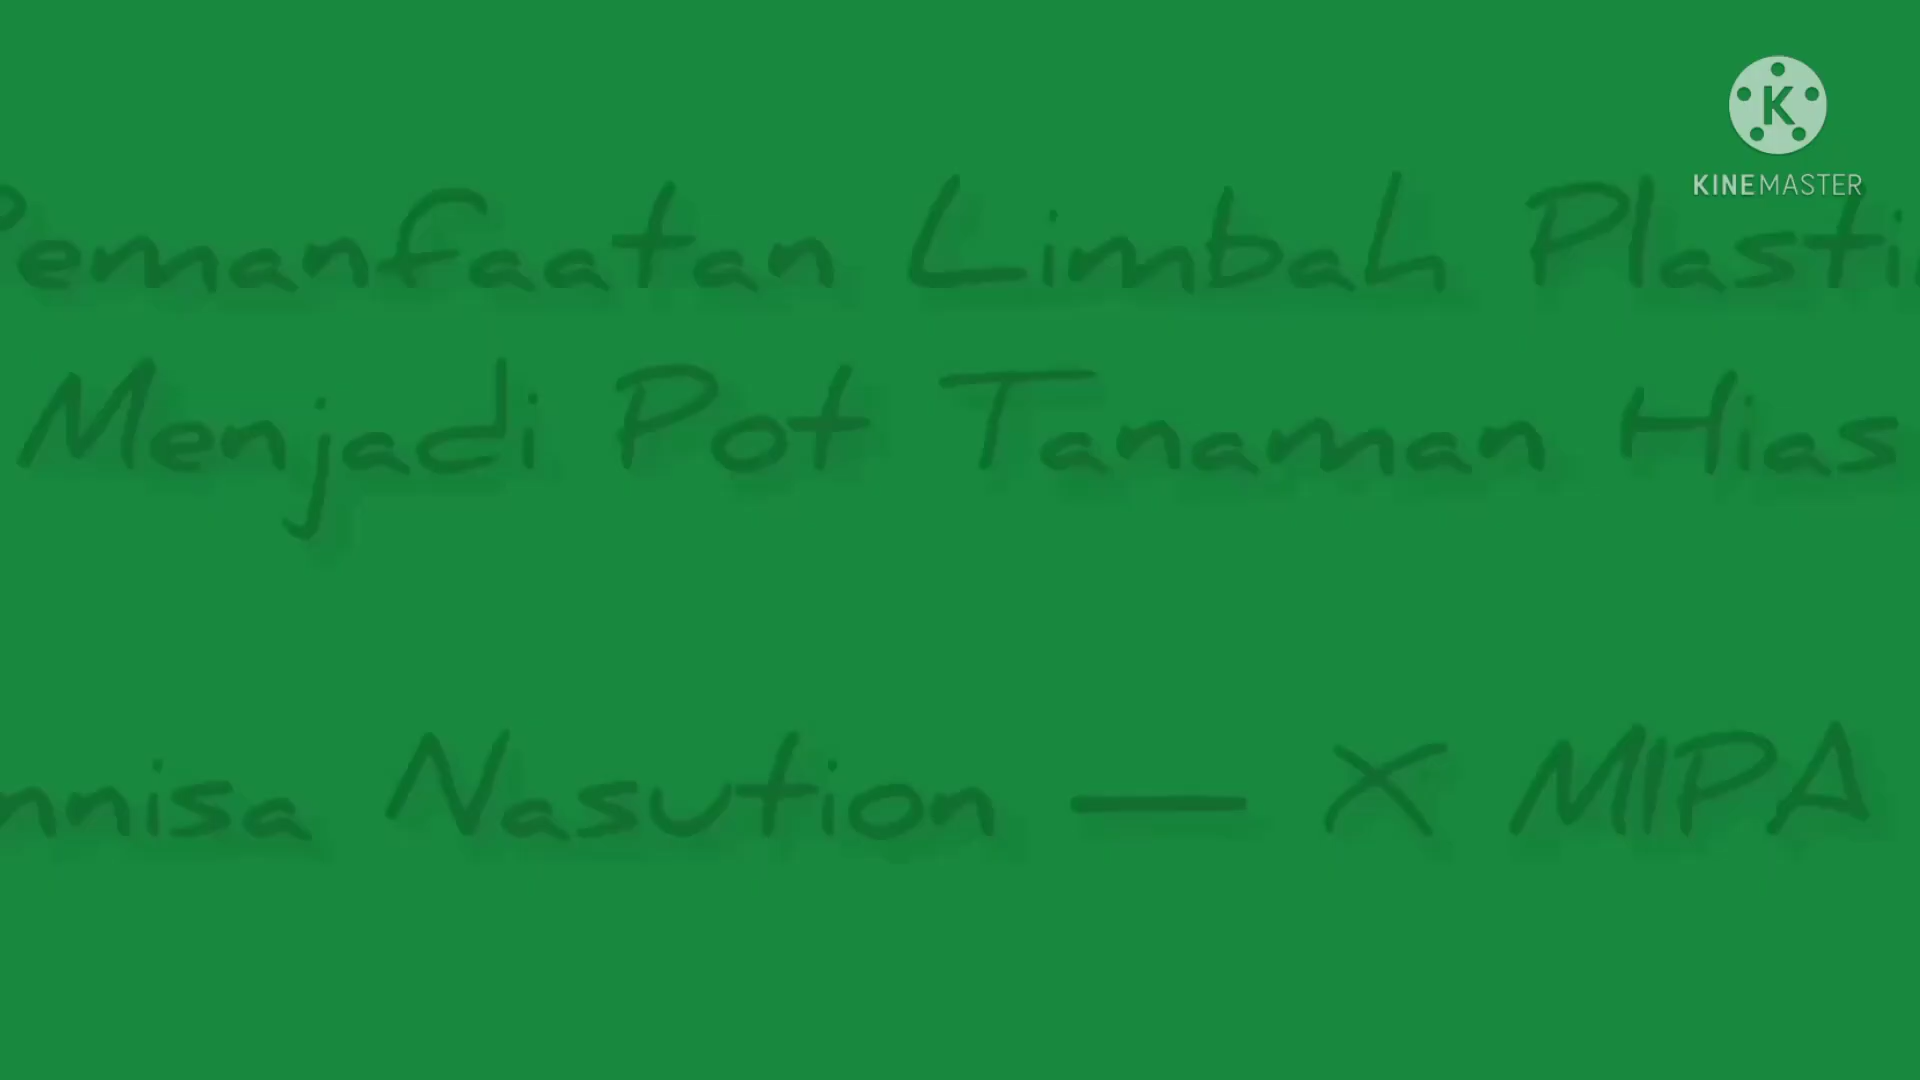 KINEMASTER
Pemanfaatan Limbah Plasti
Menjadi Pot Tanaman Hias
nnisa Nasution — X MIPA